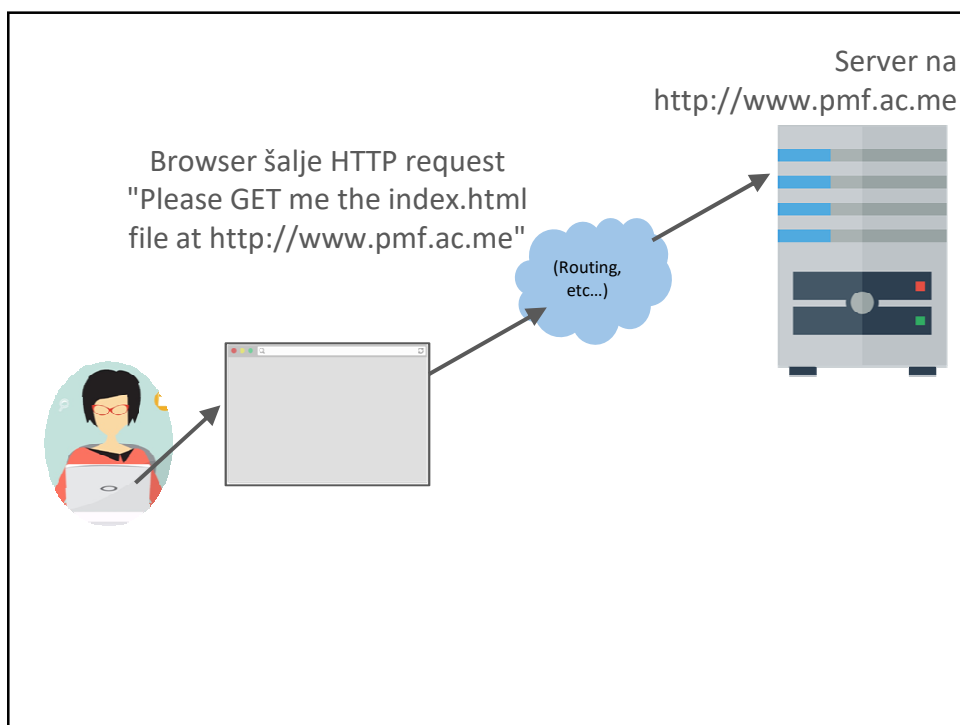 Server na
http://www.pmf.ac.me
Browser šalje HTTP request
"Please GET me the index.html
file at http://www.pmf.ac.me"
(Routing,
etc…)